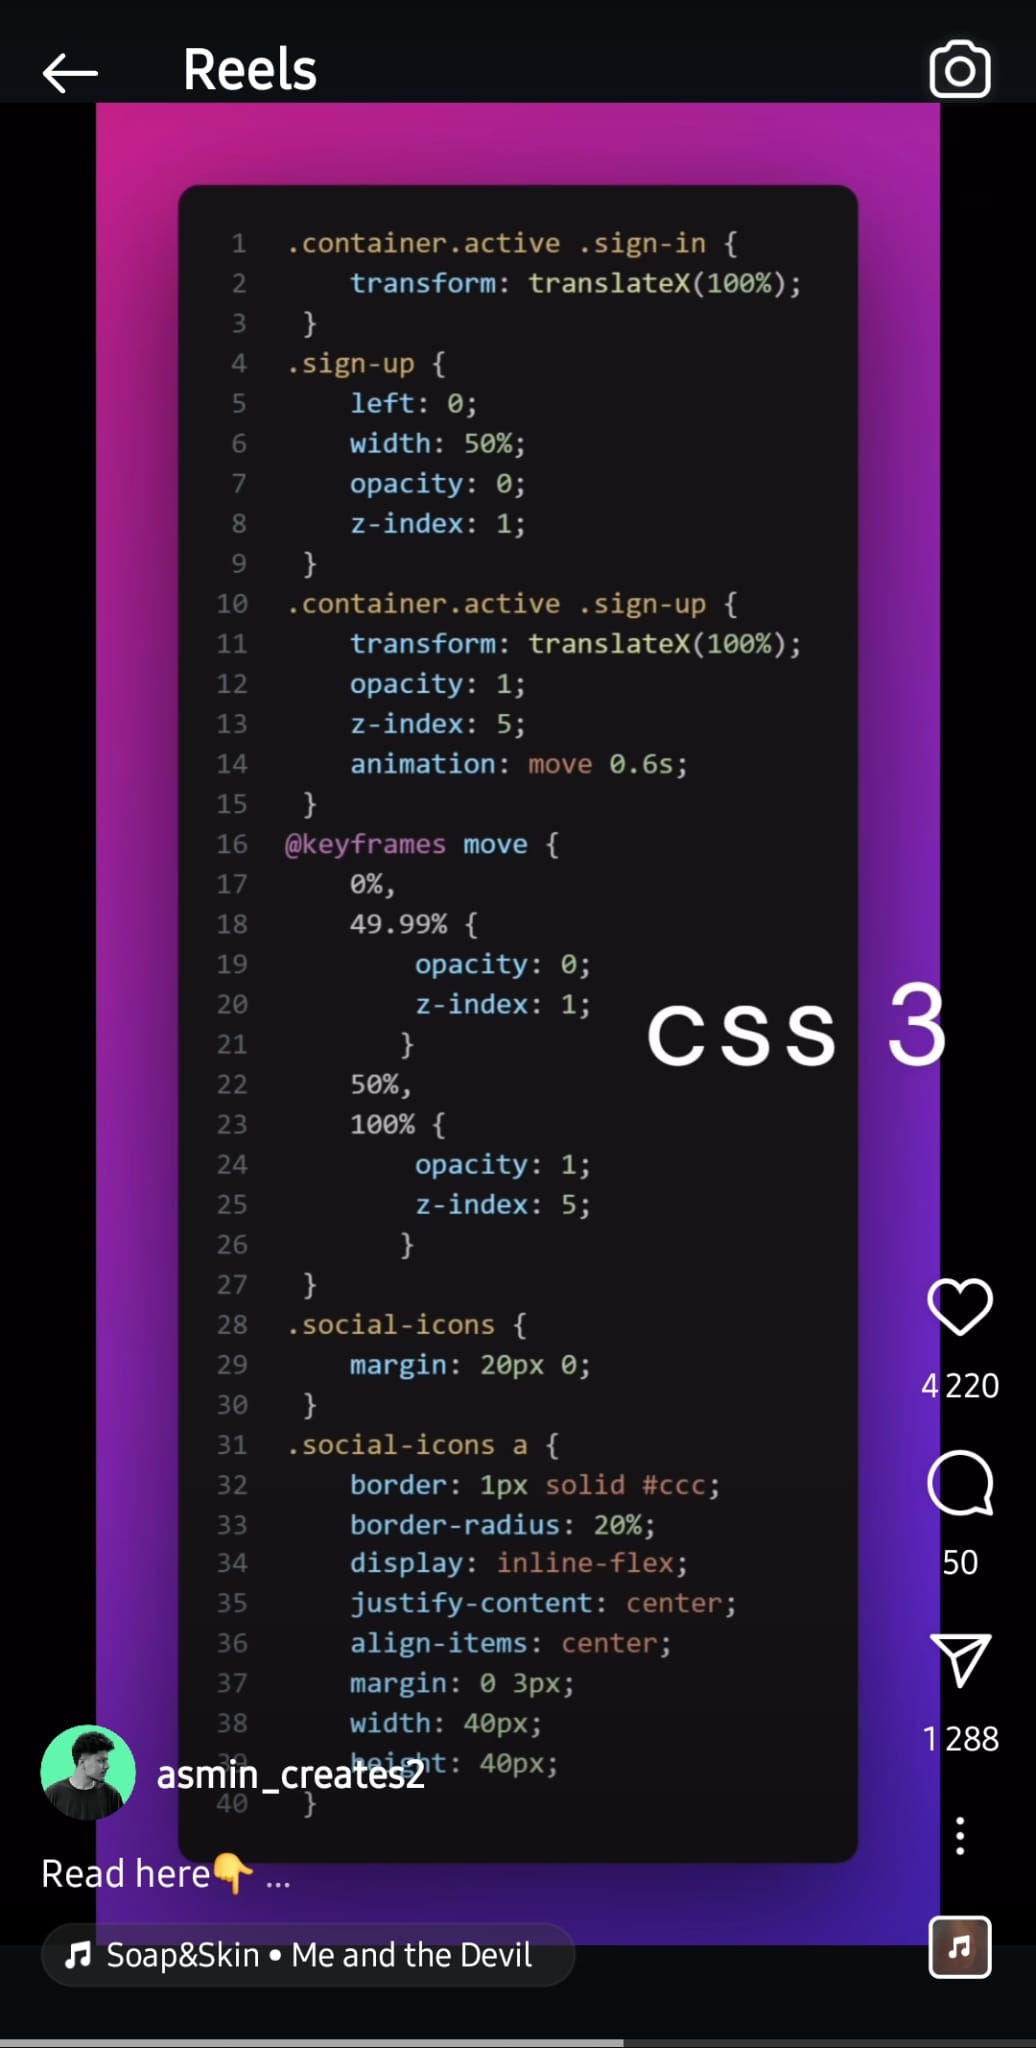 Reels
1 .container.active .sign-in {
2 transform: translateX(100%);
3 }
4 .sign-up {
5 left: 0;
6 width: 50%;
7 opacity: 0;
8 z-index: 1;
9 }
10 .container.active .sign-up {
11 transform: translateX(100%);
12 opacity: 1;
13 z-index: 5;
14 animation: move 0.6s;
15 }
16 @keyframes move {
17 0%,
18 49.99% {
19 opacity: 0;
20 z-index: 1;
21 }
22 50%,
23 100% {
24 opacity: 1;
25 z-index: 5;
26 }
27 }
28 .social-icons {
29 margin: 20px 0;
30 }
31 .social-icons a {
32 border: 1px solid #ccc;
33 border-radius: 20%;
34 display: inline-flex;
35 justify-content: center;
36 align-items: center;
37 margin: 0 3px;
38 width: 40px;
39 height: 40px;
40 }
css 3
4 220
50
1 288
asmin_creates2
Read here👇 ...
Soap&Skin • Me and the Devil